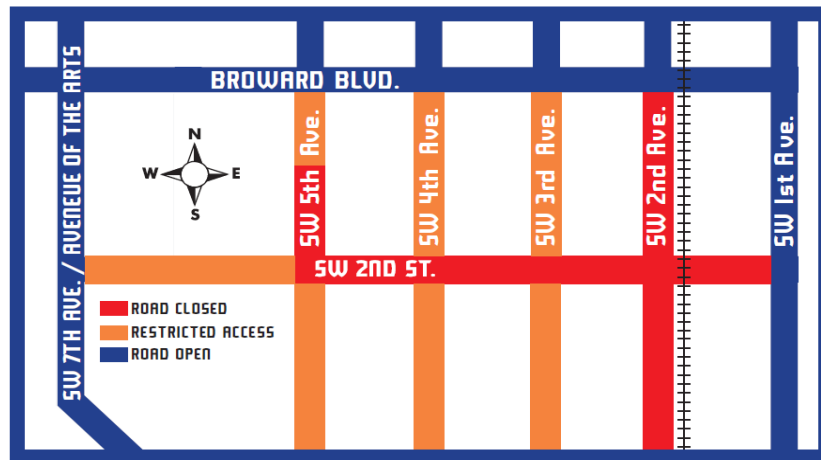 BROWARD BLVD.
SW 7TH AVE. / AVENEUE OF THE ARTS
N
W E
S
SW 5th Ave.
SW 4th Ave.
SW 3rd Ave.
SW 2nd Ave.
SW 1st Ave.
SW 2ND ST.
ROAD CLOSED
RESTRICTED ACCESS
ROAD OPEN